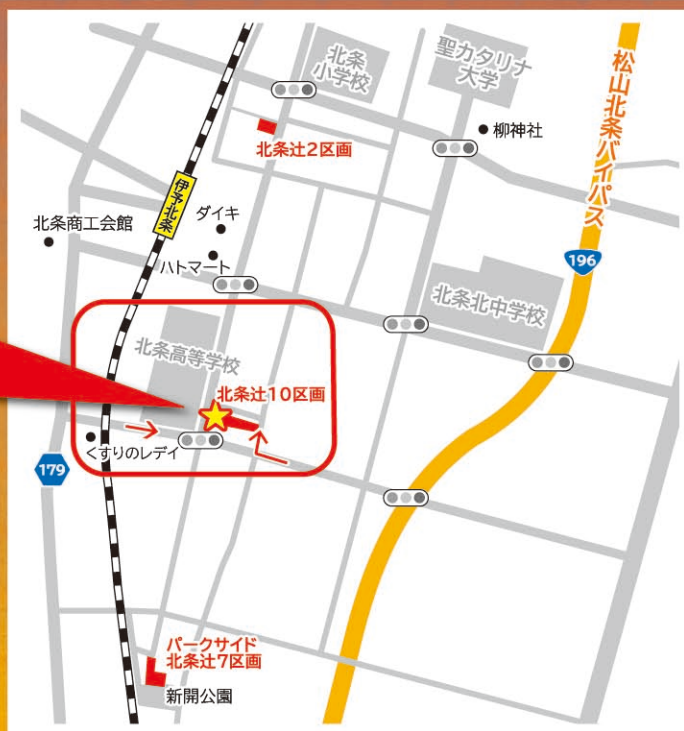 北条
小学校
聖カタリナ
大学
松山北条バイパス
柳神社
北条辻2区画
伊予北条
北条商工会館
ダイキ
ハトマート
196
北条北中学校
北条高等学校
北条辻10区画
くすりのレデイ
179
パークサイド
北条辻7区画
新開公園